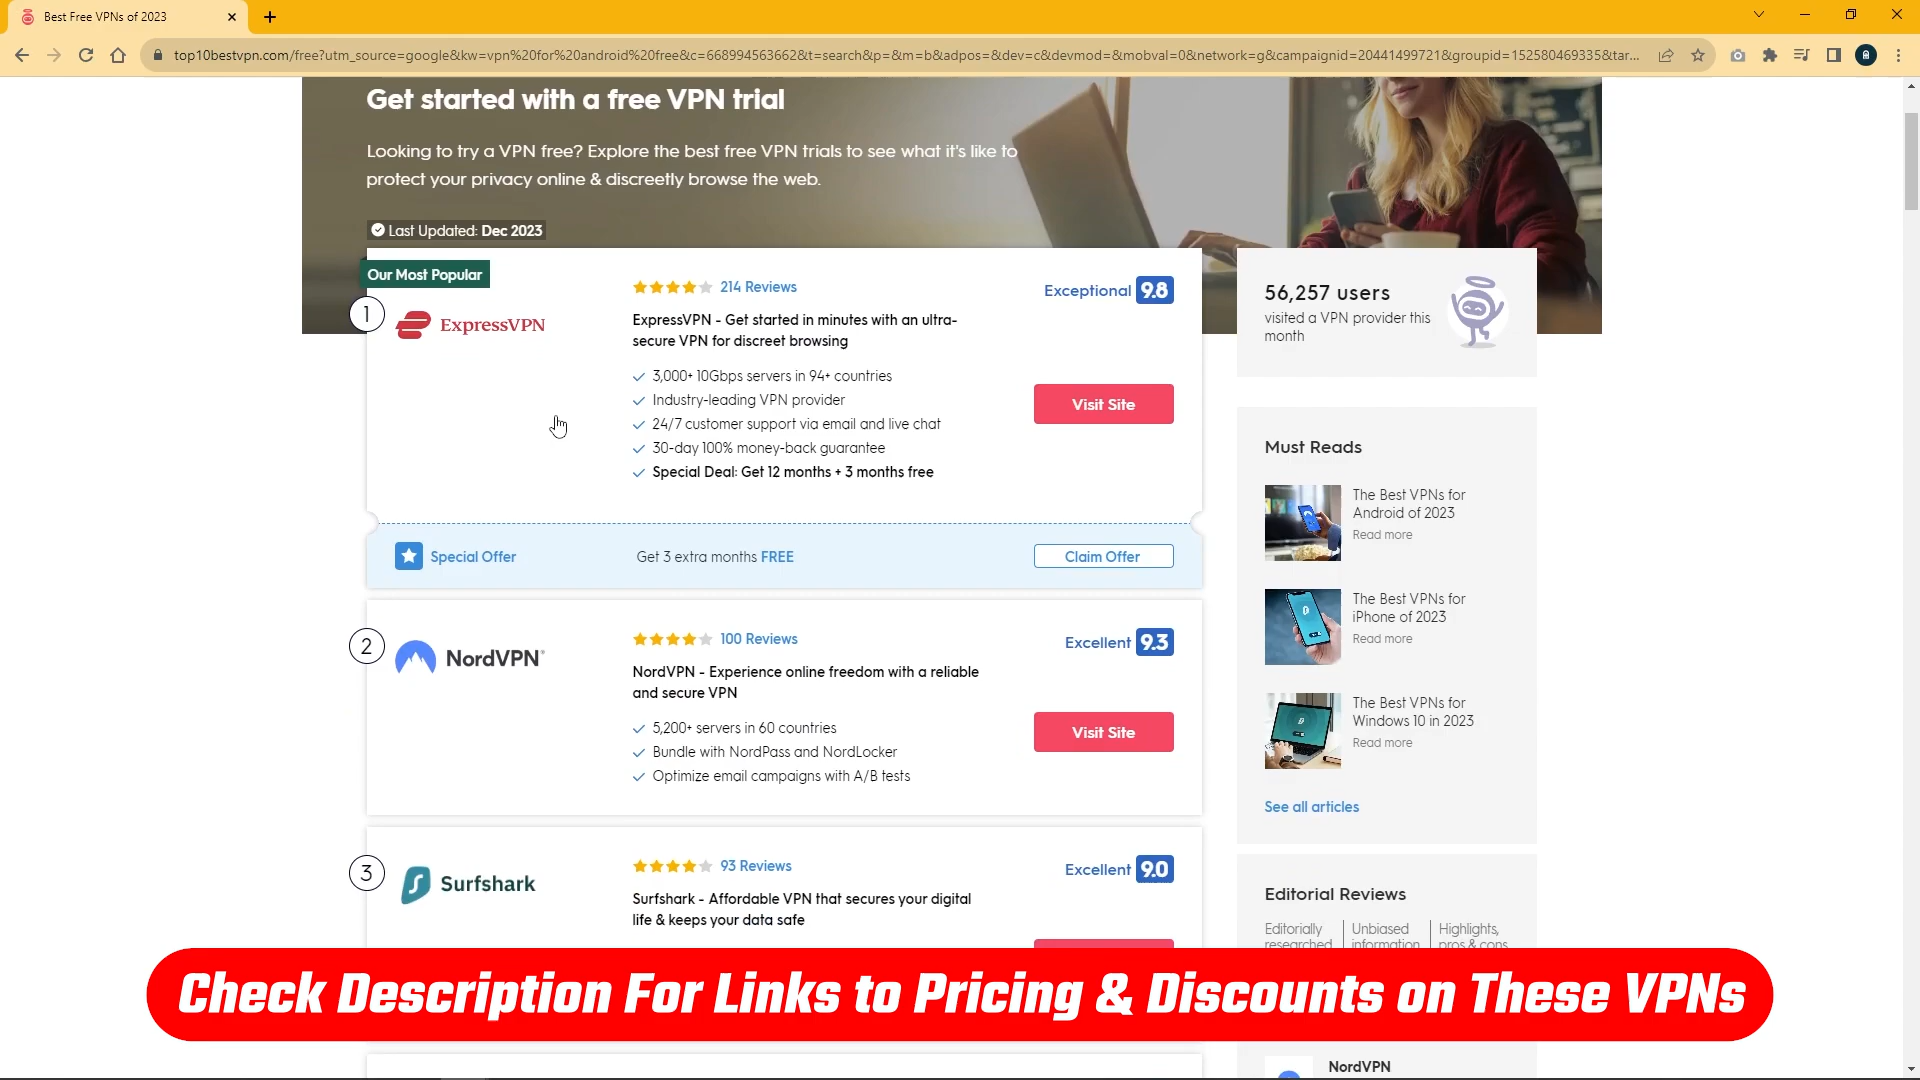 Best Free VPNs of 2023
top10bestvpn.com/free?utm_source=google&kw=vpn%20for%20android%20free&c=668994563662&t=search&p=&m=b&adpos=&dev=c&devmod=&mobval=0&network=g&campaignid=20441499721&groupid=152580469335&tar...
Get started with a free VPN trial
Looking to try a VPN free? Explore the best free VPN trials to see what it's like to
protect your privacy online & discreetly browse the web.
Last Updated: Dec 2023
Our Most Popular
1
ExpressVPN
214 Reviews
Exceptional 9.8
ExpressVPN - Get started in minutes with an ultra-
secure VPN for discreet browsing
3,000+ 10Gbps servers in 94+ countries
Industry-leading VPN provider
24/7 customer support via email and live chat
30-day 100% money-back guarantee
Special Deal: Get 12 months + 3 months free
Visit Site
Special Offer
Get 3 extra months FREE
Claim Offer
2
NordVPN
100 Reviews
Excellent 9.3
NordVPN - Experience online freedom with a reliable
and secure VPN
5,200+ servers in 60 countries
Bundle with NordPass and NordLocker
Optimize email campaigns with A/B tests
Visit Site
3
Surfshark
93 Reviews
Excellent 9.0
Surfshark - Affordable VPN that secures your digital
life & keeps your data safe
56,257 users
visited a VPN provider this
month
Must Reads
The Best VPNs for
Android of 2023
Read more
The Best VPNs for
iPhone of 2023
Read more
The Best VPNs for
Windows 10 in 2023
Read more
See all articles
Editorial Reviews
Editorially
researched
Unbiased
information
Highlights,
pros & cons
NordVPN
Check Description For Links to Pricing & Discounts on These VPNs